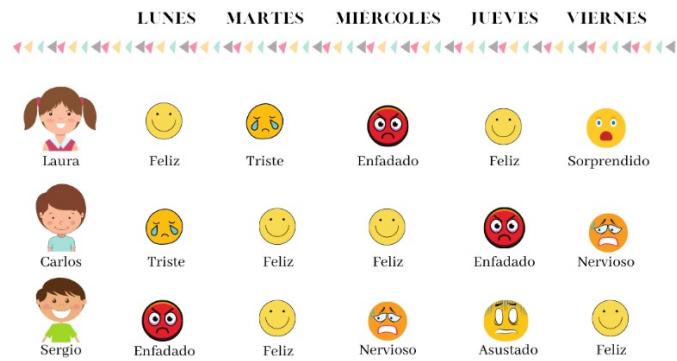 LUNES MARTES MIÉRCOLES JUEVES VIERNES
Laura Feliz Triste Enfadado Feliz Sorprendido
Carlos Triste Feliz Feliz Enfadado Nervioso
Sergio Enfadado Feliz Nervioso Asustado Feliz